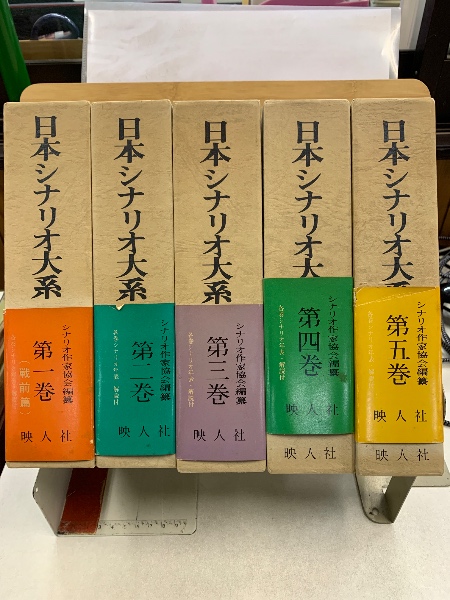 日本シナリオ大系
シナリオ作家協会編纂
第一巻
(戦前篇)
映人社
日本シナリオ大系
シナリオ作家協会編纂
第二巻
映人社
日本シナリオ大系
シナリオ作家協会編纂
第三巻
映人社
日本シナリオ大
シナリオ作家協会編纂
第四巻
映人社
日本シナリオ大系
シナリオ作家協会編纂
第五巻
映人社